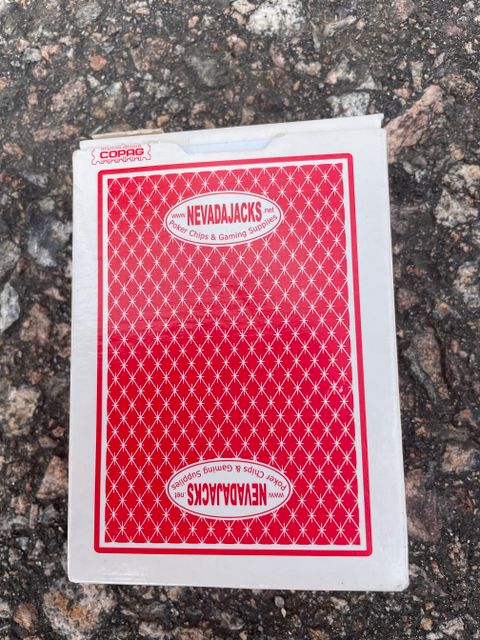 COPAG
www.NEVADAJACKS.net
Poker Chips & Gaming Supplies
www.NEVADAJACKS.net
Poker Chips & Gaming Supplies